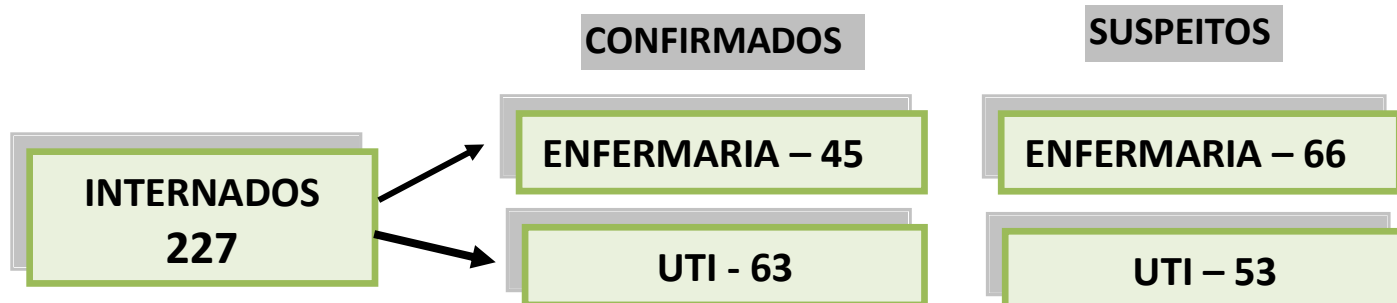 CONFIRMADOS
SUSPEITOS
INTERNADOS
227
ENFERMARIA – 45
ENFERMARIA – 66
UTI - 63
UTI – 53